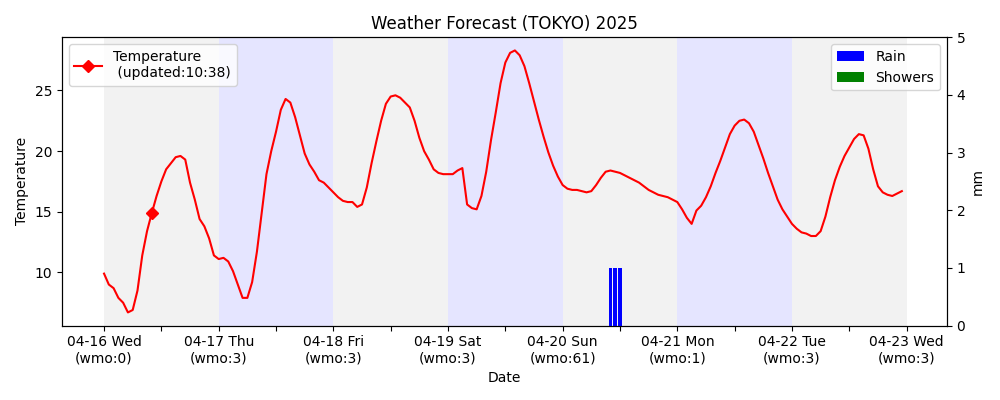 Weather Forecast (TOKYO) 2025
Temperature
(updated:10:38)
Rain
Showers
Temperature
25
20
15
10
5
4
3
2
1
0
mm
04-16 Wed
(wmo:0)
04-17 Thu
(wmo:3)
04-18 Fri
(wmo:3)
04-19 Sat
(wmo:3)
04-20 Sun
(wmo:61)
04-21 Mon
(wmo:1)
04-22 Tue
(wmo:3)
04-23 Wed
(wmo:3)
Date